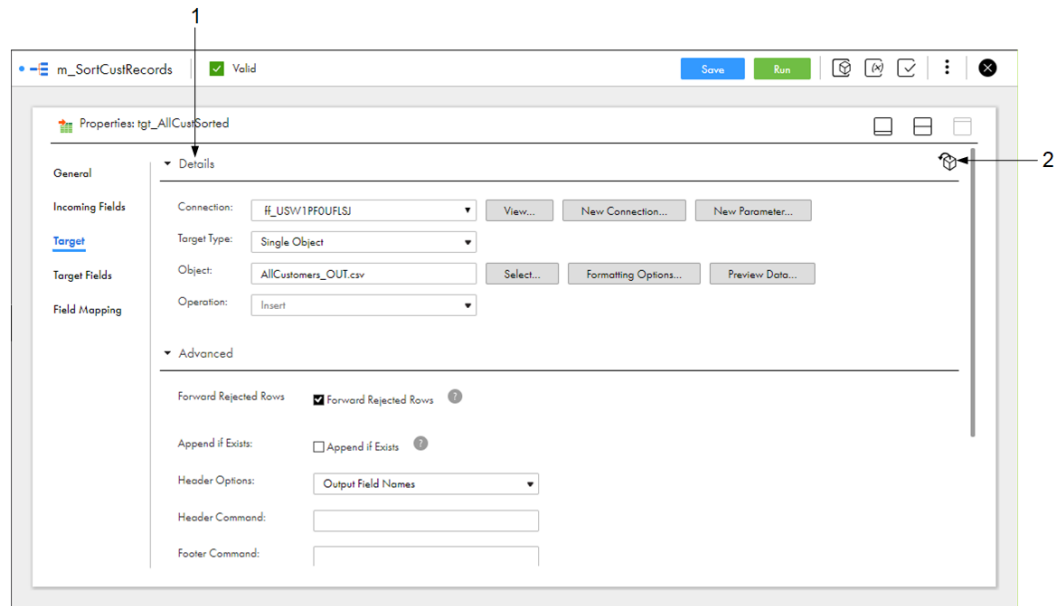 1
m_SortCustRecords
Valid
Save
Run
Properties: tgt_AllCustSorted
2
Details
General
Incoming Fields
Target
Target Fields
Field Mapping
Connection: ff_USW1PF0UFLSJ View... New Connection... New Parameter...
Target Type: Single Object
Object: AllCustomers_OUT.csv Select... Formatting Options... Preview Data...
Operation: Insert
Advanced
Forward Rejected Rows Forward Rejected Rows ?
Append if Exists: Append if Exists ?
Header Options: Output Field Names
Header Command:
Footer Command: